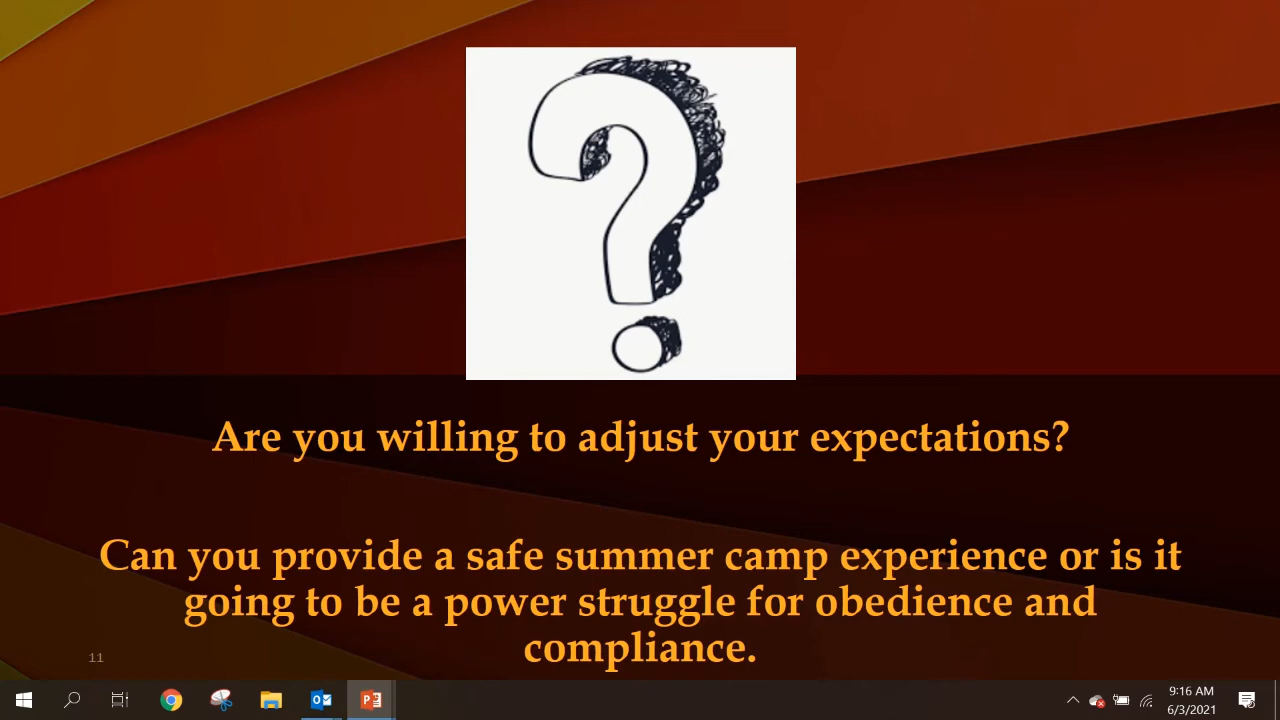 ?
Are you willing to adjust your expectations?
Can you provide a safe summer camp experience or is it
going to be a power struggle for obedience and
compliance.
11
9:16 AM
6/3/2021